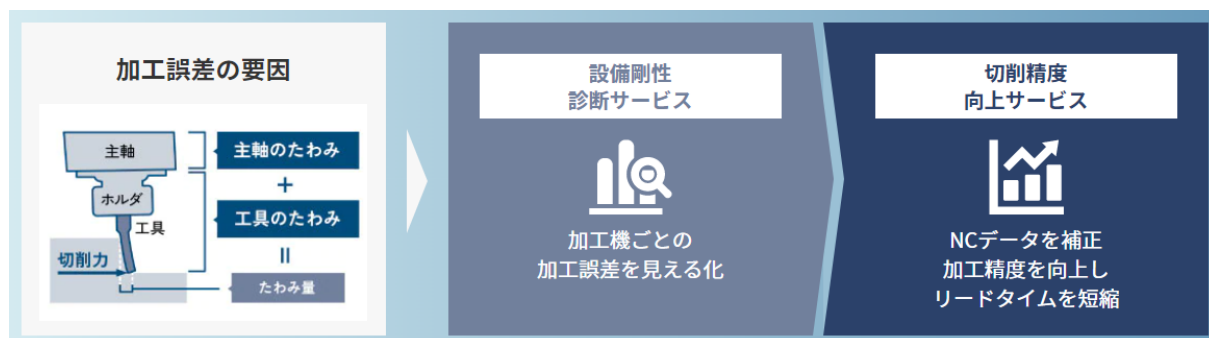 加工誤差の要因
主軸
主軸のたわみ
+
ホルダ
工具のたわみ
工具
=
切削力
たわみ量
設備剛性
診断サービス
加工機ごとの
加工誤差を見える化
切削精度
向上サービス
NCデータを補正
加工精度を向上し
リードタイムを短縮